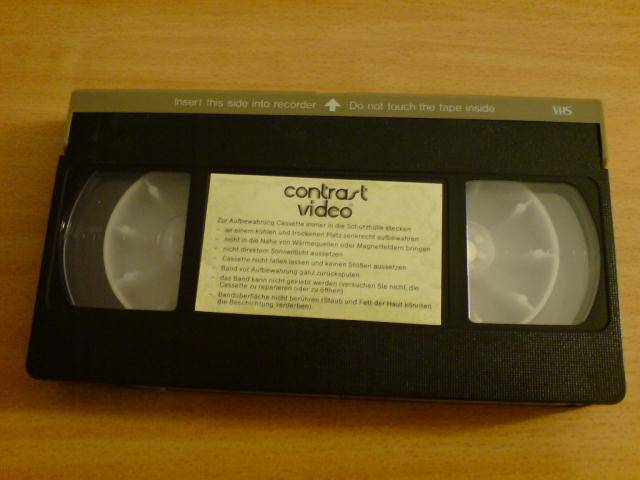 Insert this side into recorder ⬆ Do not touch the tape inside VHS
contrast
video
Zur Aufbewahrung Cassette immer in die Schutzhülle stecken
- an einem kühlen und trockenen Platz senkrecht aufbewahren
- nicht in die Nähe von Wärmequellen oder Magnetfeldern bringen
- nicht direktem Sonnenlicht aussetzen
- Cassette nicht fallen lassen und keinen Stößen aussetzen
- Band vor Aufbewahrung ganz zurückspulen
- das Band kann nicht geklebt werden (versuchen Sie nicht, die
Cassette zu reparieren oder zu öffnen)
- Bandoberfläche nicht berühren (Staub und Fett der Haut könnten
die Beschichtung verderben).